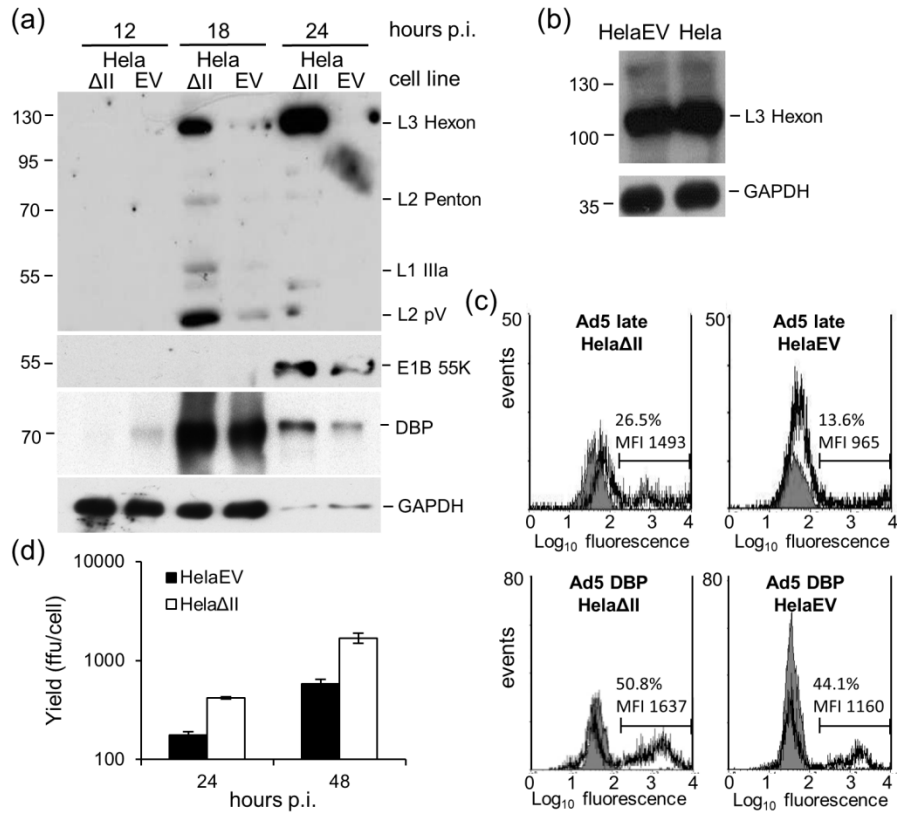 (a)
12 18 24 hours p.i.
Hela Hela Hela
ΔII EV ΔII EV ΔII EV cell line
130
95
70
55
L3 Hexon
L2 Penton
L1 IIIa
L2 pV
55
E1B 55K
70
DBP
GAPDH
(b)
HelaEV Hela
130
100
L3 Hexon
35
GAPDH
(c)
50
events
Ad5 late
HelaΔII
26.5%
MFI 1493
0 1 2 3 4
Log10 fluorescence
50
Ad5 late
HelaEV
13.6%
MFI 965
0 1 2 3 4
Log10 fluorescence
80
events
Ad5 DBP
HelaΔII
50.8%
MFI 1637
0 1 2 3 4
Log10 fluorescence
80
Ad5 DBP
HelaEV
44.1%
MFI 1160
0 1 2 3 4
Log10 fluorescence
(d)
Yield (ffu/cell)
10000
1000
100
HelaEV
HelaΔII
24 48
hours p.i.